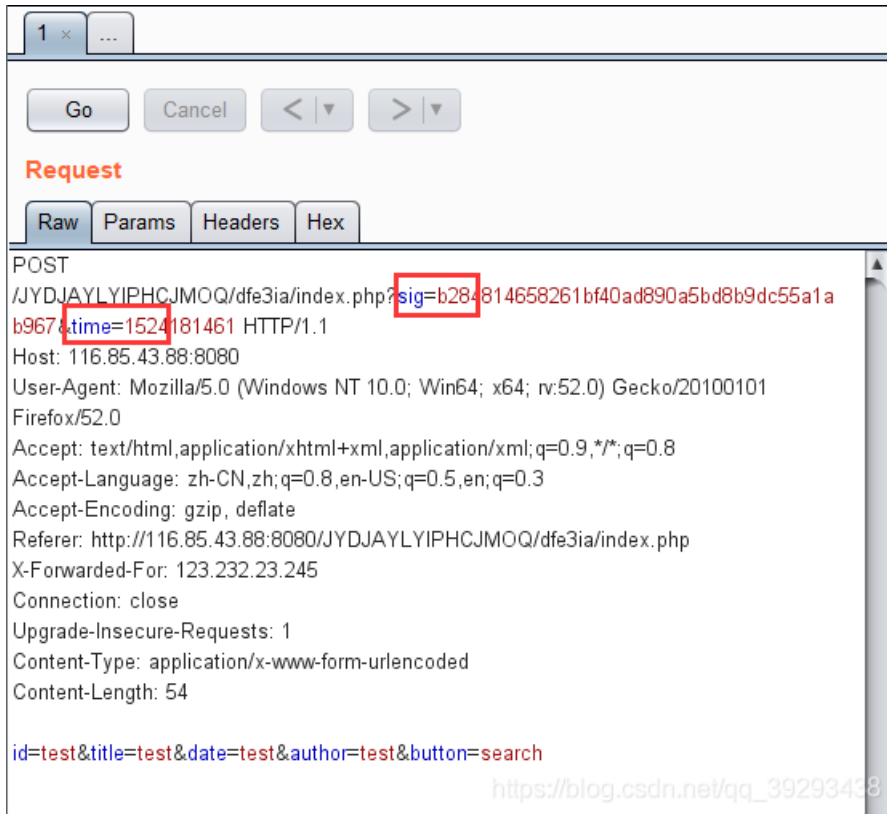 1 × ...
Go Cancel < | ▼ > | ▼
Request
Raw Params Headers Hex
POST
/JYDJAYLYIPHCJMOQ/dfe3ia/index.php?sig=b284814658261bf40ad890a5bd8b9dc55a1a
b967&time=1524181461 HTTP/1.1
Host: 116.85.43.88:8080
User-Agent: Mozilla/5.0 (Windows NT 10.0; Win64; x64; rv:52.0) Gecko/20100101
Firefox/52.0
Accept: text/html,application/xhtml+xml,application/xml;q=0.9,*/*;q=0.8
Accept-Language: zh-CN,zh;q=0.8,en-US;q=0.5,en;q=0.3
Accept-Encoding: gzip, deflate
Referer: http://116.85.43.88:8080/JYDJAYLYIPHCJMOQ/dfe3ia/index.php
X-Forwarded-For: 123.232.23.245
Connection: close
Upgrade-Insecure-Requests: 1
Content-Type: application/x-www-form-urlencoded
Content-Length: 54
id=test&title=test&date=test&author=test&button=search
https://blog.csdn.net/qq_39293438